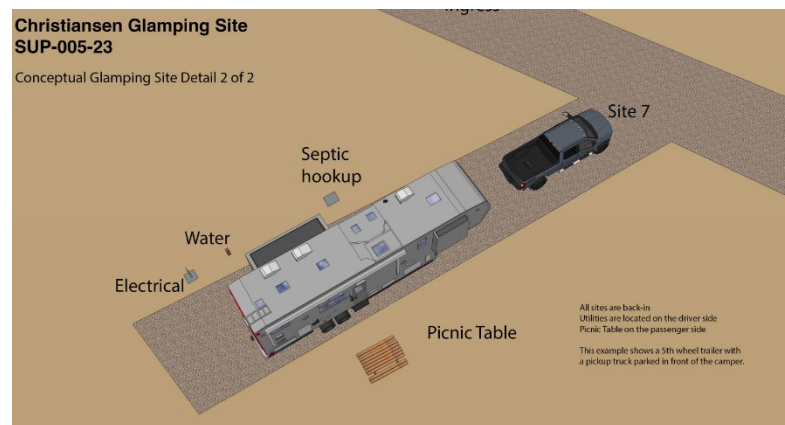 Ingress
Christiansen Glamping Site
SUP-005-23
Conceptual Glamping Site Detail 2 of 2
Site 7
Septic
hookup
Water
Electrical
Picnic Table
All sites are back-in
Utilities are located on the driver side
Picnic Table on the passenger side
This example shows a 5th wheel trailer with
a pickup truck parked in front of the camper.